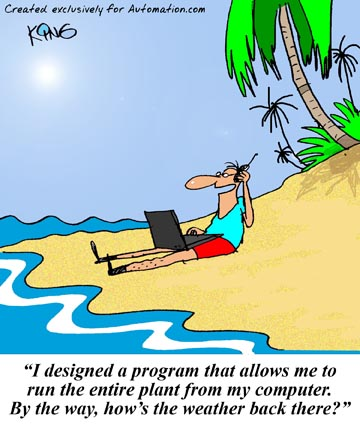 Created exclusively for Automation.com
KING
“I designed a program that allows me to
run the entire plant from my computer.
By the way, how’s the weather back there?”